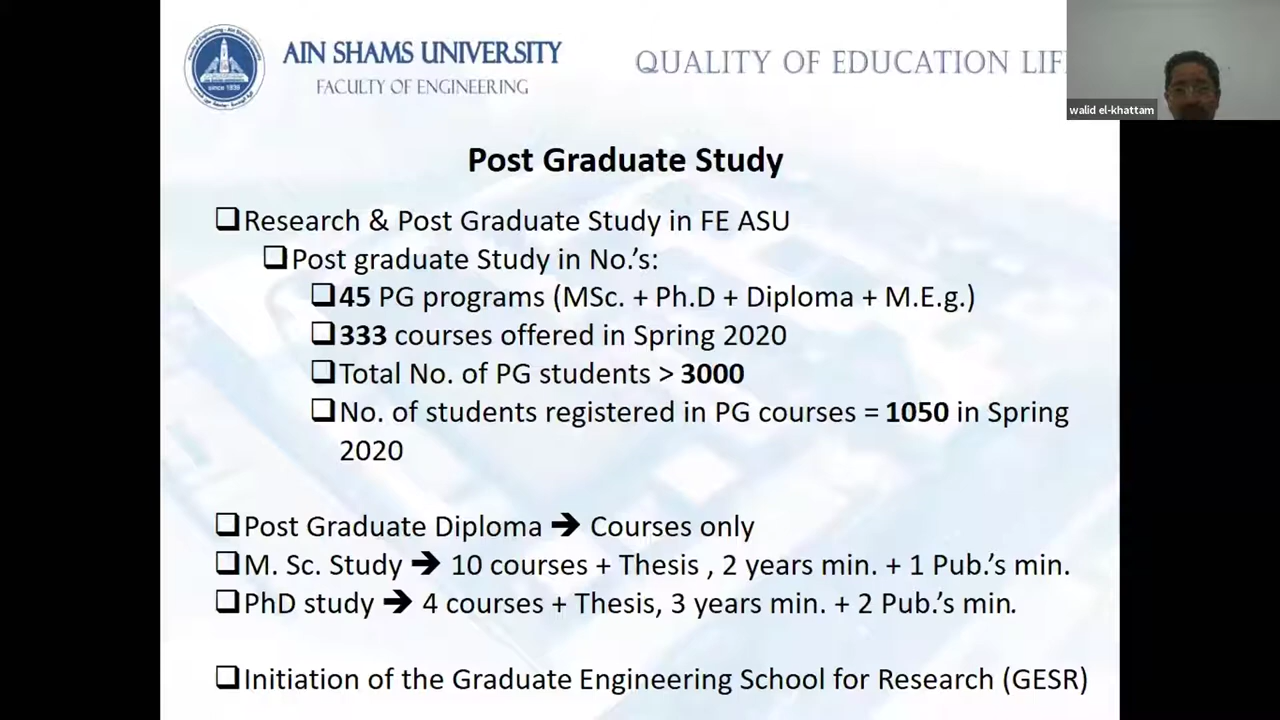 AIN SHAMS UNIVERSITY
FACULTY OF ENGINEERING
since 1839
QUALITY OF EDUCATION LIF
walid el-khattam
Post Graduate Study
Research & Post Graduate Study in FE ASU
Post graduate Study in No.'s:
45 PG programs (MSc. + Ph.D + Diploma + M.E.g.)
333 courses offered in Spring 2020
Total No. of PG students > 3000
No. of students registered in PG courses = 1050 in Spring
2020
Post Graduate Diploma ➔ Courses only
M. Sc. Study ➔ 10 courses + Thesis , 2 years min. + 1 Pub.'s min.
PhD study ➔ 4 courses + Thesis, 3 years min. + 2 Pub.'s min.
Initiation of the Graduate Engineering School for Research (GESR)